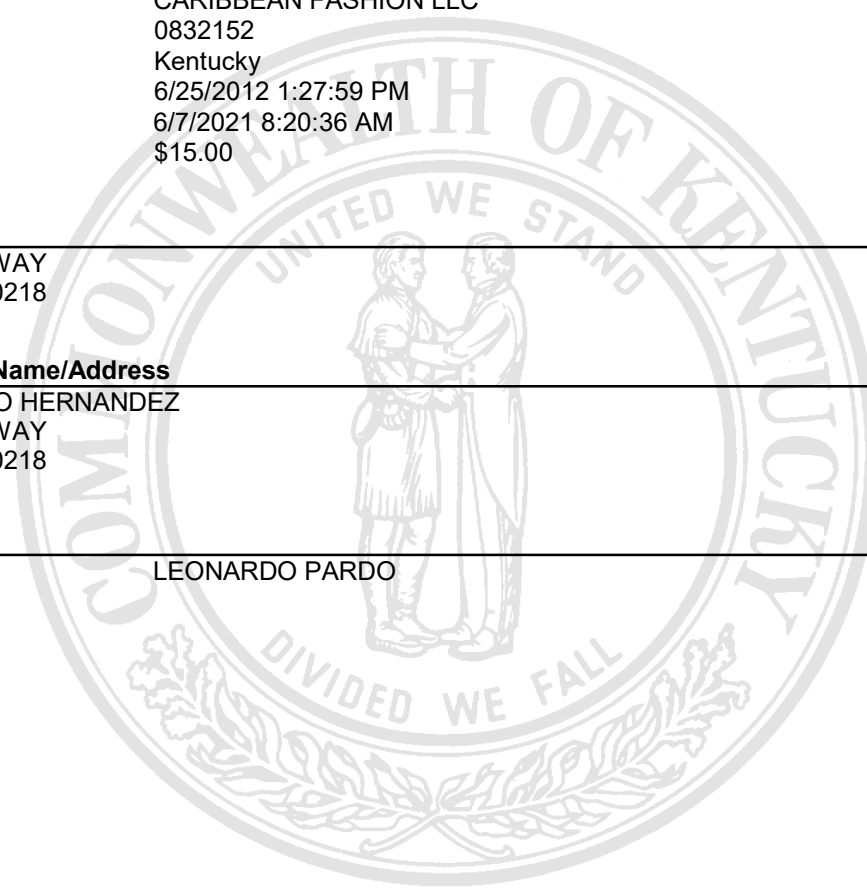 CARIBBEAN FASHION LLC
0832152
Kentucky
6/25/2012 1:27:59 PM
6/7/2021 8:20:36 AM
$15.00
WAY
0218
Name/Address
O HERNANDEZ
WAY
0218
LEONARDO PARDO
COMMONWEALTH OF KENTUCKY
UNITED WE STAND
DIVIDED WE FALL